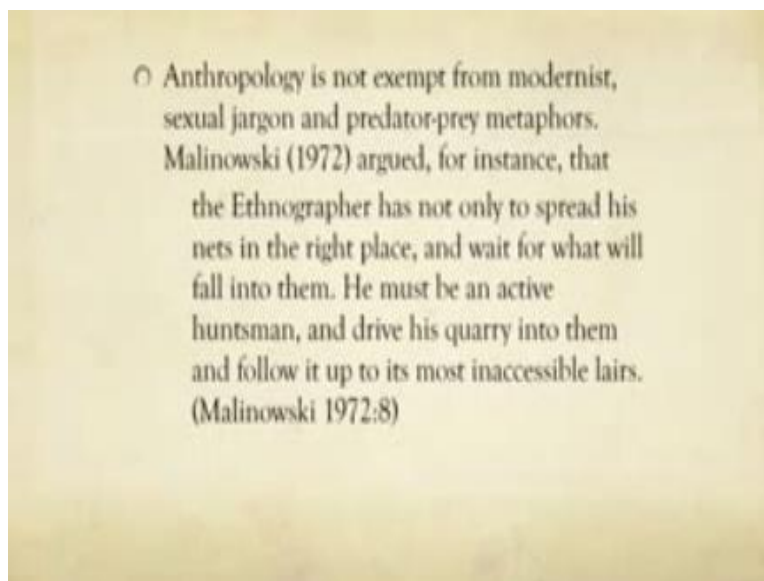 Anthropology is not exempt from modernist,
sexual jargon and predator-prey metaphors.
Malinowski (1972) argued, for instance, that
the Ethnographer has not only to spread his
nets in the right place, and wait for what will
fall into them. He must be an active
huntsman, and drive his quarry into them
and follow it up to its most inaccessible lairs.
(Malinowski 1972:8)